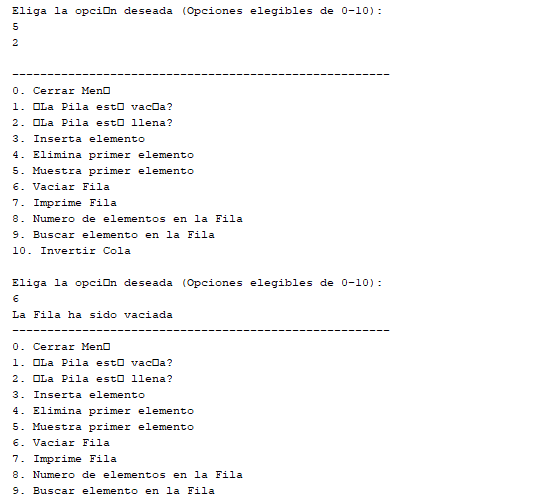 Eliga la opci□n deseada (Opciones elegibles de 0-10):
5
2
------------------------------------------------------
0. Cerrar Men□
1. □La Pila est□ vac□a?
2. □La Pila est□ llena?
3. Inserta elemento
4. Elimina primer elemento
5. Muestra primer elemento
6. Vaciar Fila
7. Imprime Fila
8. Numero de elementos en la Fila
9. Buscar elemento en la Fila
10. Invertir Cola
Eliga la opci□n deseada (Opciones elegibles de 0-10):
6
La Fila ha sido vaciada
------------------------------------------------------
0. Cerrar Men□
1. □La Pila est□ vac□a?
2. □La Pila est□ llena?
3. Inserta elemento
4. Elimina primer elemento
5. Muestra primer elemento
6. Vaciar Fila
7. Imprime Fila
8. Numero de elementos en la Fila
9. Buscar elemento en la Fila